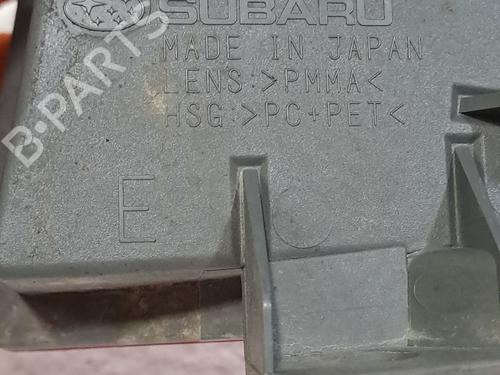 SUBARU
MADE IN JAPAN
LENS:>PMMA<
HSG:>PC+PET<
E
B-PARTS